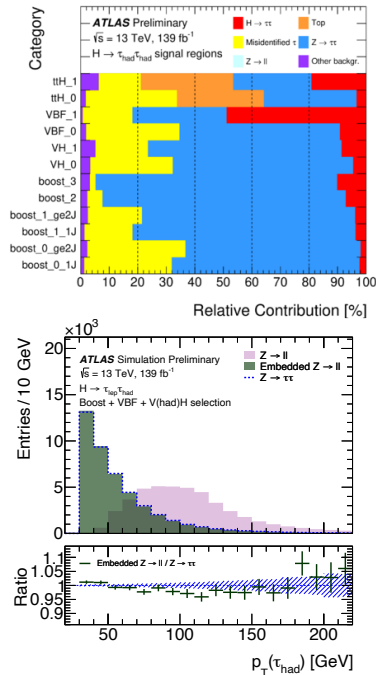 Category
ATLAS Preliminary
√s = 13 TeV, 139 fb⁻¹
H → τhadτhad signal regions
H → ττ
Top
Misidentified τ
Z → ττ
Z → ll
Other backgr.
ttH_1
ttH_0
VBF_1
VBF_0
VH_1
VH_0
boost_3
boost_2
boost_1_ge2J
boost_1_1J
boost_0_ge2J
boost_0_1J
0 10 20 30 40 50 60 70 80 90 100
Relative Contribution [%]
×10³
Entries / 10 GeV
20
15
10
5
0
ATLAS Simulation Preliminary
√s = 13 TeV, 139 fb⁻¹
H → τlepτhad
Boost + VBF + V(had)H selection
Z → ll
Embedded Z → ll
Z → ττ
Ratio
1.1
1.05
1.00
0.95
0.90
Embedded Z → ll / Z → ττ
50 100 150 200
pT(τhad) [GeV]